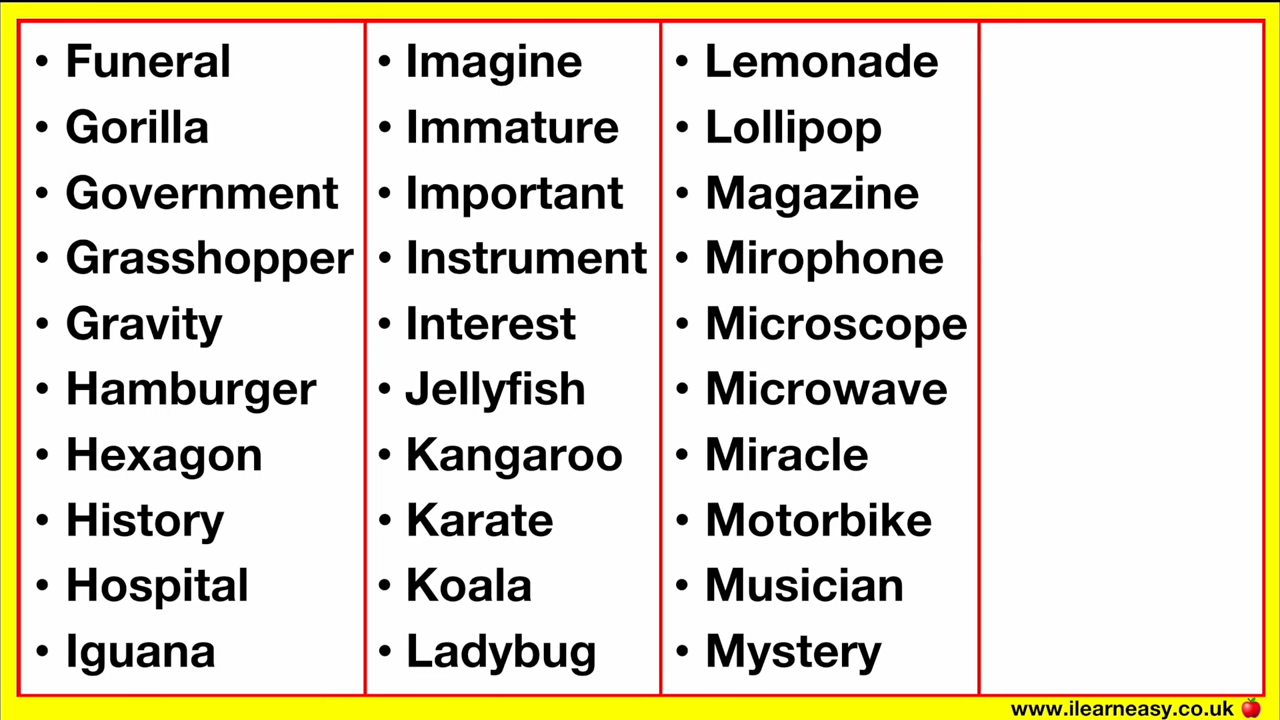 • Funeral
• Gorilla
• Government
• Grasshopper
• Gravity
• Hamburger
• Hexagon
• History
• Hospital
• Iguana
• Imagine
• Immature
• Important
• Instrument
• Interest
• Jellyfish
• Kangaroo
• Karate
• Koala
• Ladybug
• Lemonade
• Lollipop
• Magazine
• Mirophone
• Microscope
• Microwave
• Miracle
• Motorbike
• Musician
• Mystery
www.ilearneasy.co.uk